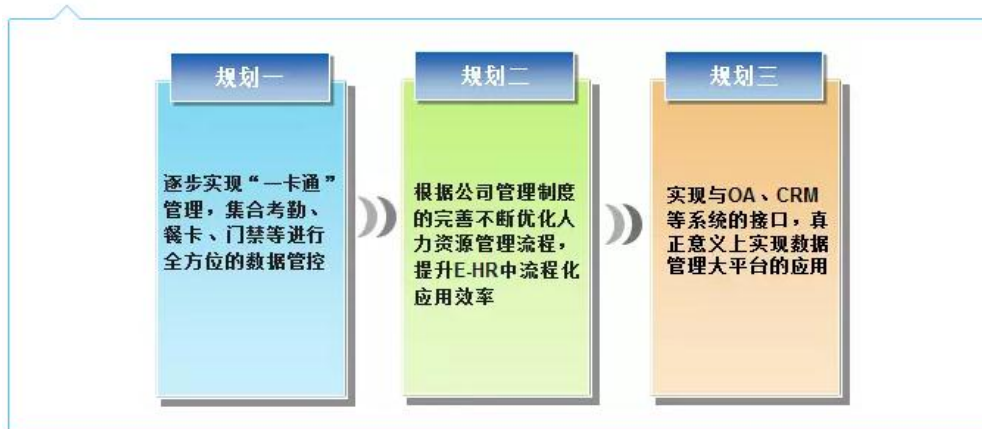 规划一
逐步实现“一卡通”
管理，集合考勤、
餐卡、门禁等进行
全方位的数据管控
规划二
根据公司管理制度
的完善不断优化人
力资源管理流程，
提升E-HR中流程化
应用效率
规划三
实现与OA、CRM
等系统的接口，真
正意义上实现数据
管理大平台的应用